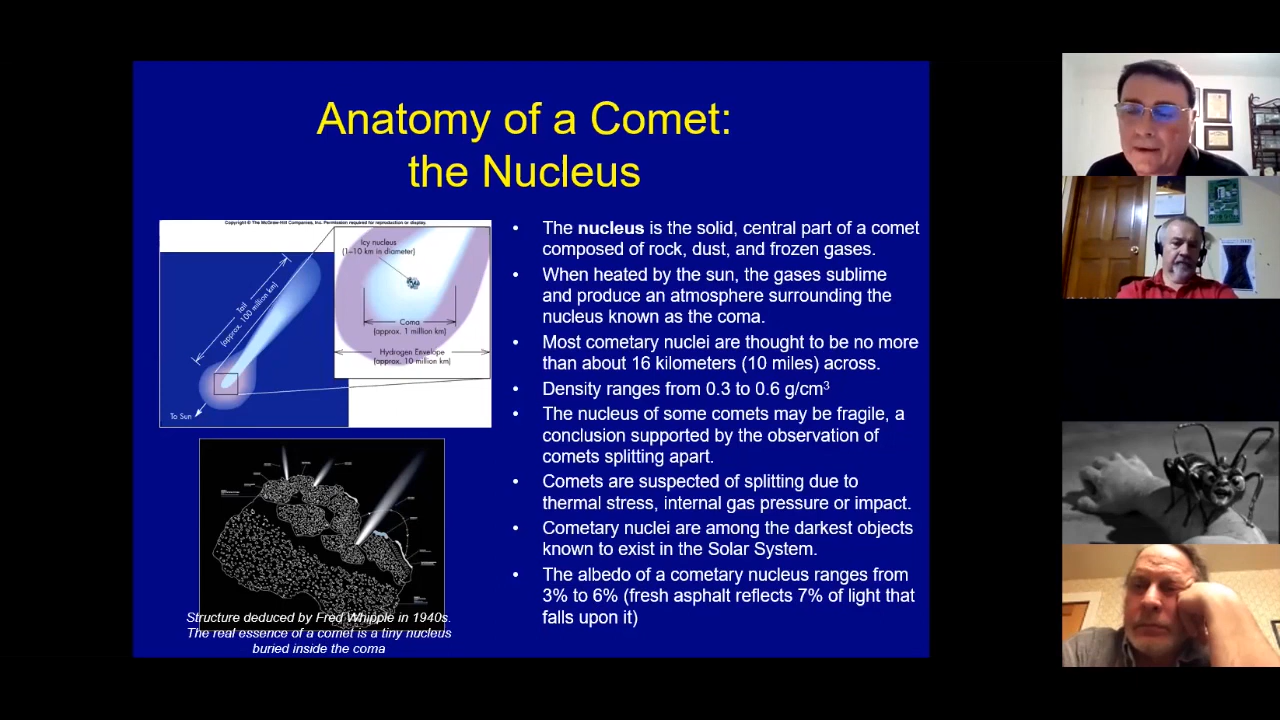 Anatomy of a Comet:
the Nucleus
Copyright © The McGraw-Hill Companies, Inc. Permission required for reproduction or display.
Icy nucleus
(1–10 km in diameter)
Tail
(approx. 100 million km)
Coma
(approx. 1 million km)
Hydrogen Envelope
(approx. 10 million km)
To Sun
Structure deduced by Fred Whipple in 1940s.
The real essence of a comet is a tiny nucleus
buried inside the coma
• The nucleus is the solid, central part of a comet
composed of rock, dust, and frozen gases.
• When heated by the sun, the gases sublime
and produce an atmosphere surrounding the
nucleus known as the coma.
• Most cometary nuclei are thought to be no more
than about 16 kilometers (10 miles) across.
• Density ranges from 0.3 to 0.6 g/cm³
• The nucleus of some comets may be fragile, a
conclusion supported by the observation of
comets splitting apart.
• Comets are suspected of splitting due to
thermal stress, internal gas pressure or impact.
• Cometary nuclei are among the darkest objects
known to exist in the Solar System.
• The albedo of a cometary nucleus ranges from
3% to 6% (fresh asphalt reflects 7% of light that
falls upon it)